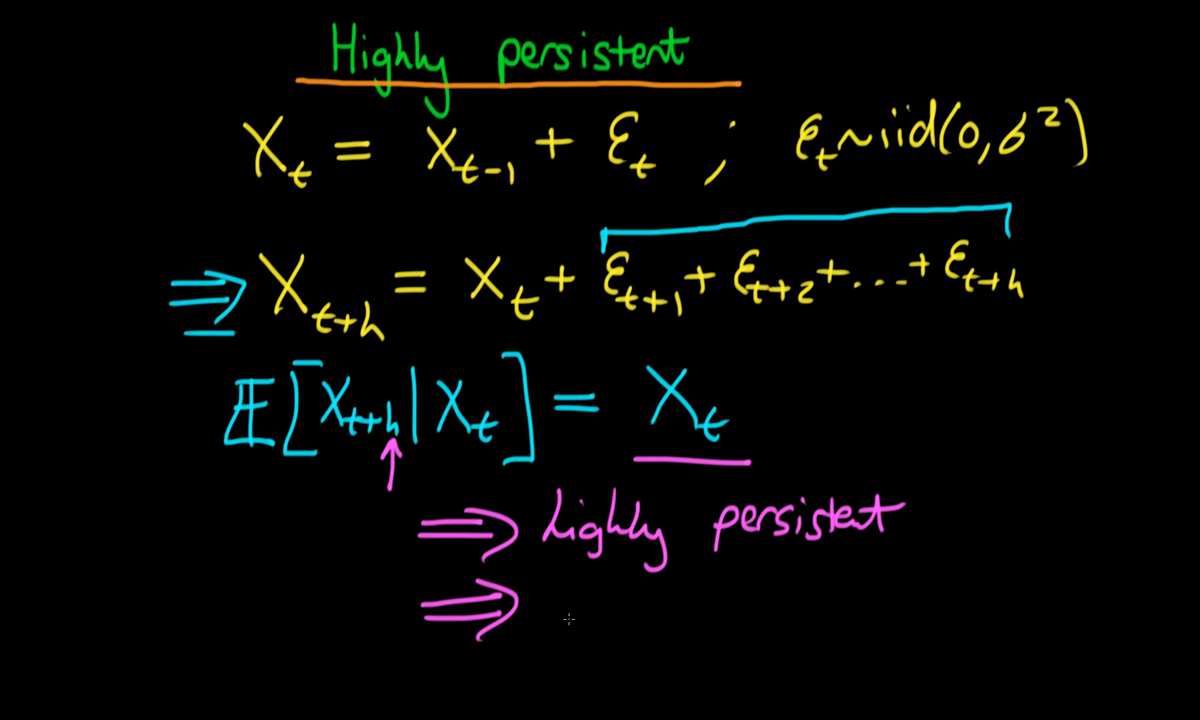 Highly persistent
X_t = X_{t-1} + ε_t ; ε_t ~ iid(0, σ²)
⇒ X_{t+h} = X_t + ε_{t+1} + ε_{t+2} + ... + ε_{t+h}
𝔼[X_{t+h} | X_t] = X_t
↑
⇒ highly persistent
⇒